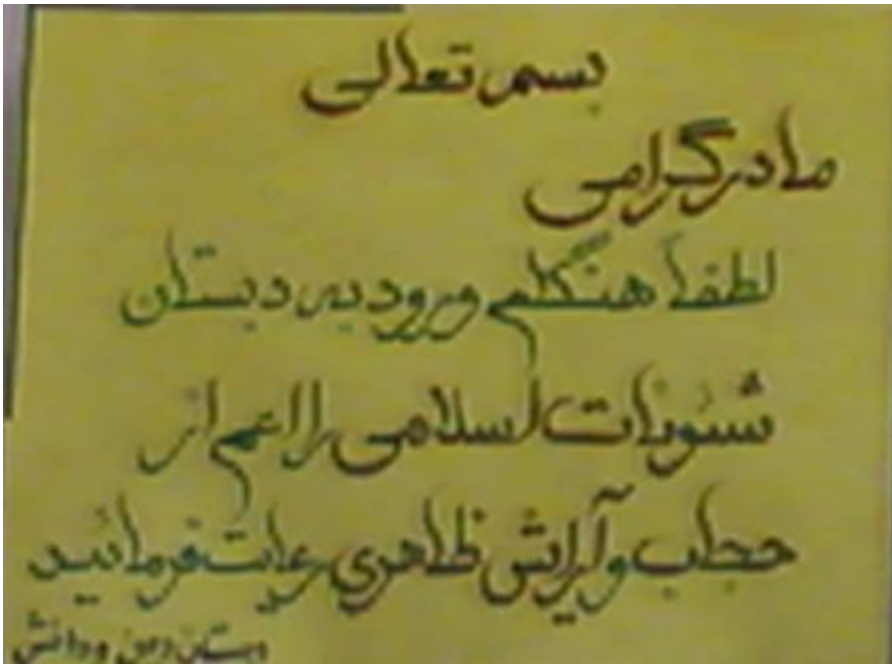 بسمه تعالی
مادر گرامی
لطفاً هنگام ورود به دبستان
شئونات اسلامی را اعم از
حجاب و آرایش ظاهری رعایت فرمائید
دبستان دین و دانش